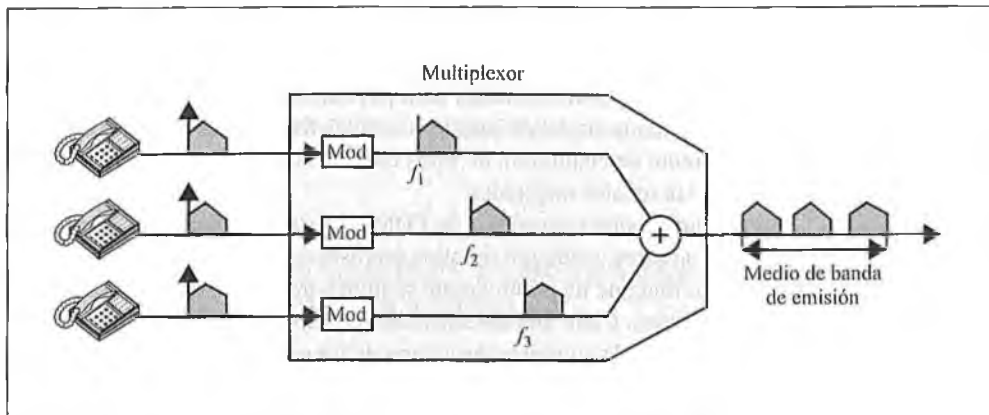 Multiplexor
Mod
f1
Mod
f2
Mod
f3
+
Medio de banda
de emisión